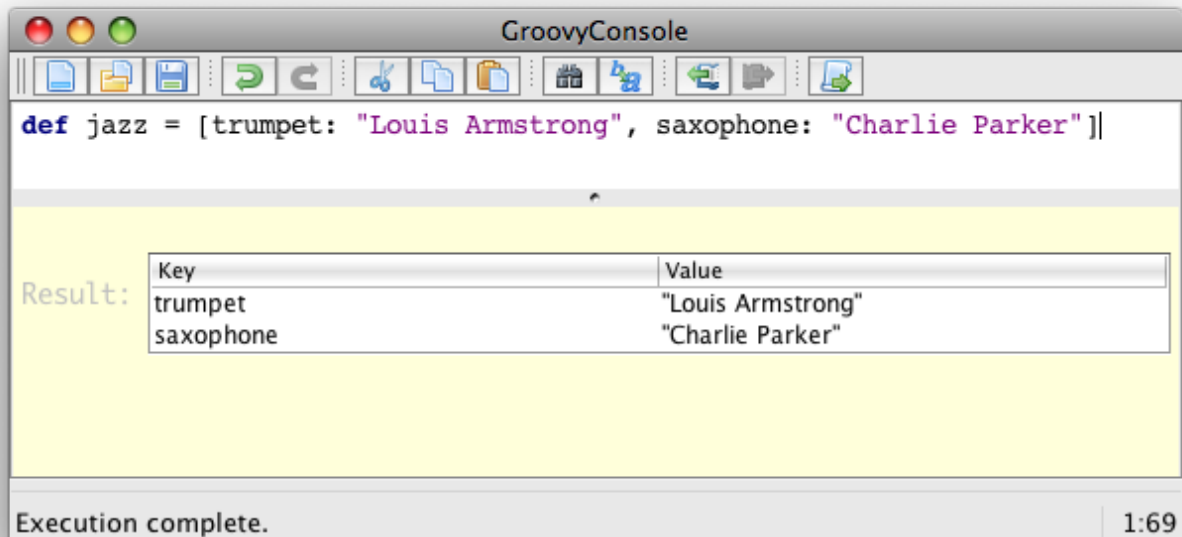 GroovyConsole
def jazz = [trumpet: "Louis Armstrong", saxophone: "Charlie Parker"]
Result:
Key Value
trumpet "Louis Armstrong"
saxophone "Charlie Parker"
Execution complete. 1:69